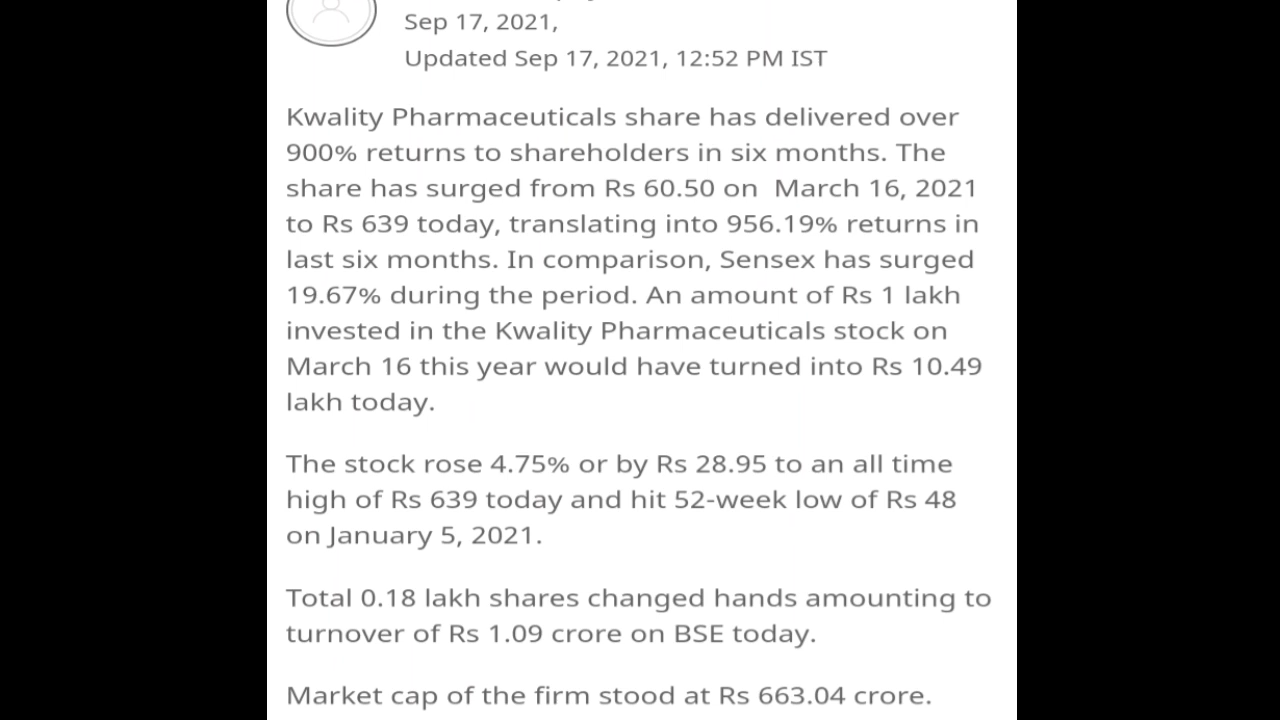 Sep 17, 2021,
Updated Sep 17, 2021, 12:52 PM IST
Kwality Pharmaceuticals share has delivered over
900% returns to shareholders in six months. The
share has surged from Rs 60.50 on  March 16, 2021
to Rs 639 today, translating into 956.19% returns in
last six months. In comparison, Sensex has surged
19.67% during the period. An amount of Rs 1 lakh
invested in the Kwality Pharmaceuticals stock on
March 16 this year would have turned into Rs 10.49
lakh today.
The stock rose 4.75% or by Rs 28.95 to an all time
high of Rs 639 today and hit 52-week low of Rs 48
on January 5, 2021.
Total 0.18 lakh shares changed hands amounting to
turnover of Rs 1.09 crore on BSE today.
Market cap of the firm stood at Rs 663.04 crore.